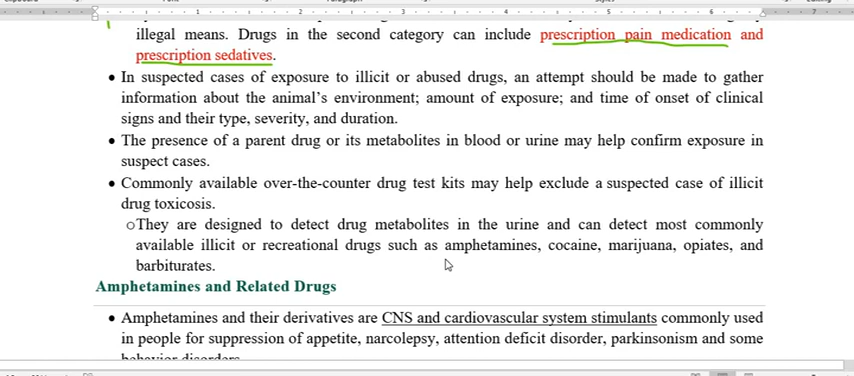 illegal means. Drugs in the second category can include prescription pain medication and
prescription sedatives.
• In suspected cases of exposure to illicit or abused drugs, an attempt should be made to gather
information about the animal's environment; amount of exposure; and time of onset of clinical
signs and their type, severity, and duration.
• The presence of a parent drug or its metabolites in blood or urine may help confirm exposure in
suspect cases.
• Commonly available over-the-counter drug test kits may help exclude a suspected case of illicit
drug toxicosis.
oThey are designed to detect drug metabolites in the urine and can detect most commonly
available illicit or recreational drugs such as amphetamines, cocaine, marijuana, opiates, and
barbiturates.
Amphetamines and Related Drugs
• Amphetamines and their derivatives are CNS and cardiovascular system stimulants commonly used
in people for suppression of appetite, narcolepsy, attention deficit disorder, parkinsonism and some
behavior disorders